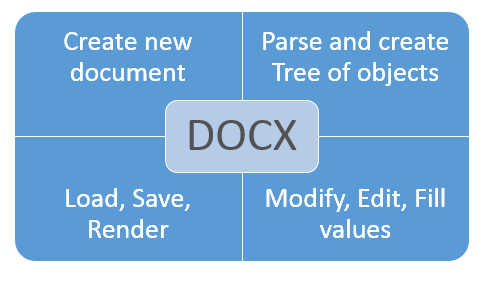 Create new
document
Parse and create
Tree of objects
DOCX
Load, Save,
Render
Modify, Edit, Fill
values